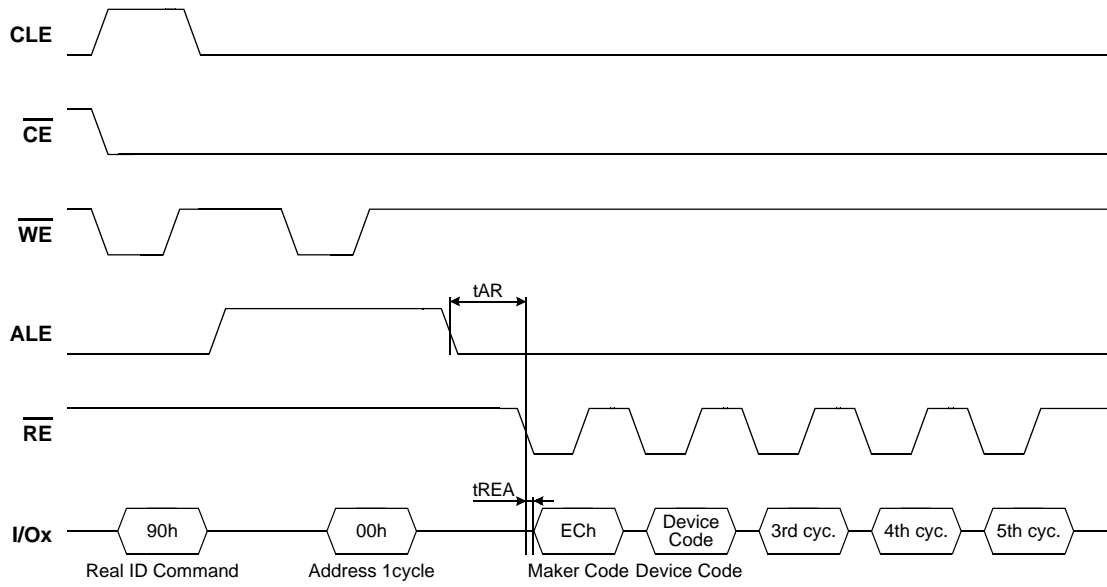 CLE
CE
WE
tAR
ALE
RE
tREA
I/Ox
90h
00h
ECh
Device
Code
3rd cyc.
4th cyc.
5th cyc.
Real ID Command
Address 1cycle
Maker Code
Device Code